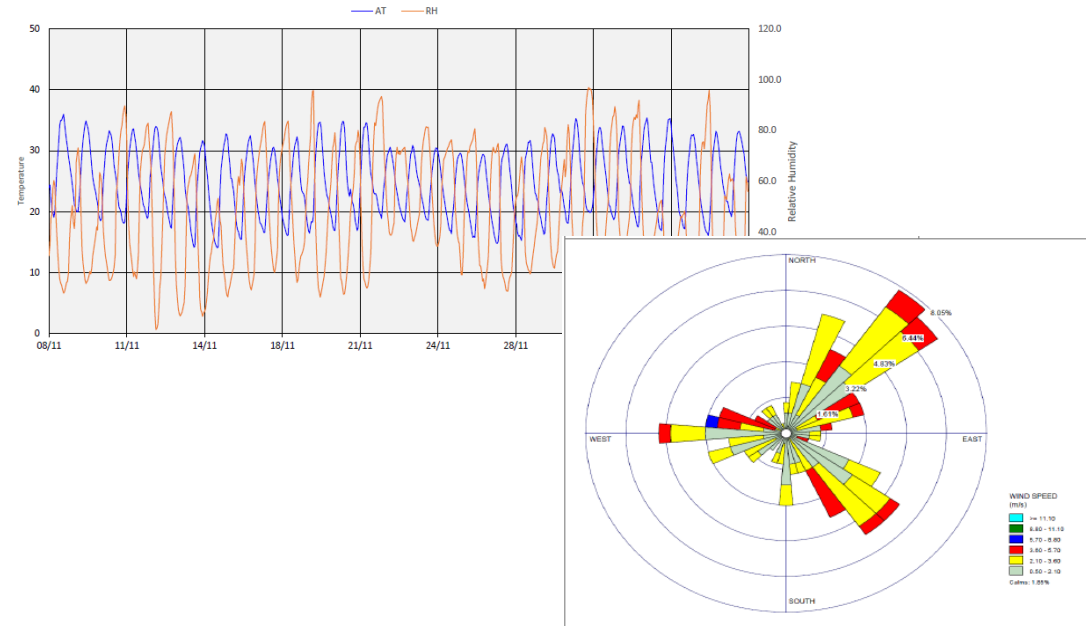 AT RH
50
40
30
20
10
0
Temperature
08/11 11/11 14/11 17/11 18/11 21/11 24/11 28/11
120.0
100.0
80.0
60.0
40.0
Relative Humidity
NORTH
8.05%
6.44%
4.83%
3.22%
1.61%
WEST
EAST
SOUTH
WIND SPEED
(m/s)
>= 11.10
8.80 - 11.10
5.70 - 8.80
3.60 - 5.70
2.10 - 3.60
0.50 - 2.10